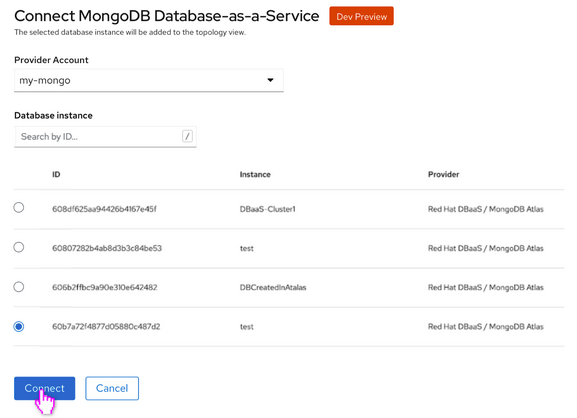 Connect MongoDB Database-as-a-Service Dev Preview
The selected database instance will be added to the topology view.
Provider Account
my-mongo
Database instance
Search by ID... /
ID Instance Provider
608df625aa94426b4167e45f DBaaS-Cluster1 Red Hat DBaaS / MongoDB Atlas
60807282b4ab8d3b3c84be53 test Red Hat DBaaS / MongoDB Atlas
606b2ffbc9a90e310e642482 DBCreatedInAtalas Red Hat DBaaS / MongoDB Atlas
60b7a72f4877d05880c487d2 test Red Hat DBaaS / MongoDB Atlas
Connect Cancel